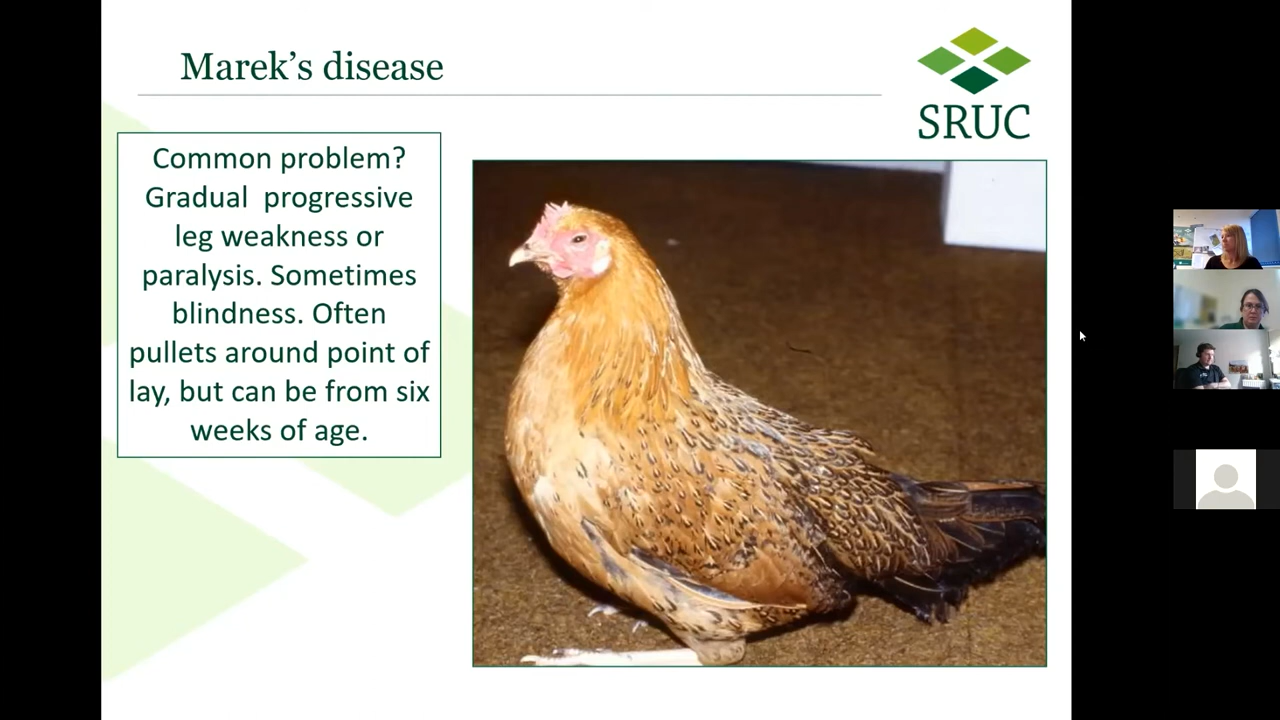 Marek’s disease
SRUC
Common problem?
Gradual progressive
leg weakness or
paralysis. Sometimes
blindness. Often
pullets around point of
lay, but can be from six
weeks of age.